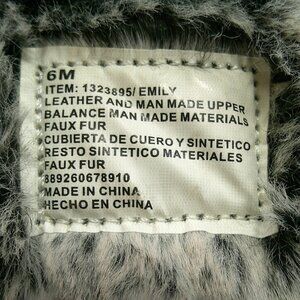 6M
ITEM: 1323895/ EMILY
LEATHER AND MAN MADE UPPER
BALANCE MAN MADE MATERIALS
FAUX FUR
CUBIERTA DE CUERO Y SINTETICO
RESTO SINTETICO MATERIALES
FAUX FUR
889260678910
MADE IN CHINA
HECHO EN CHINA